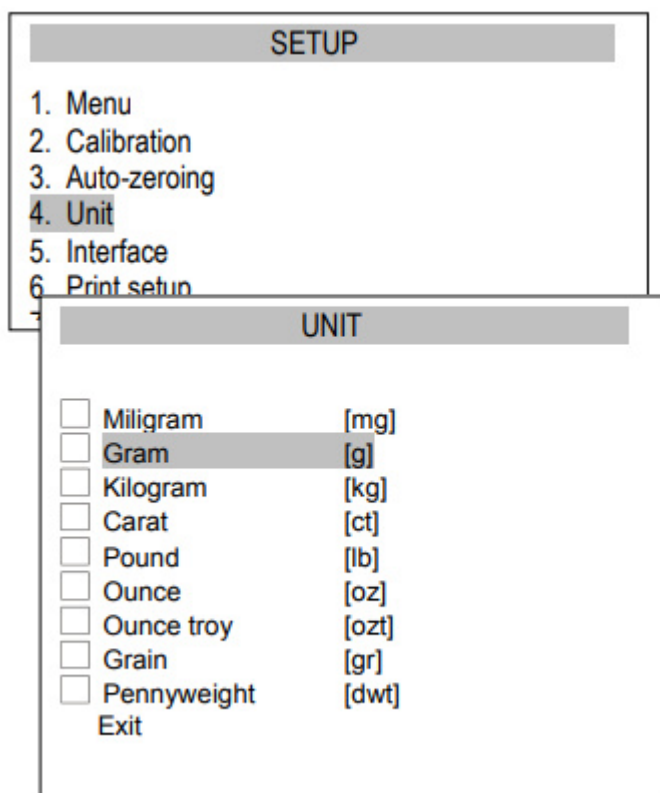 SETUP
1. Menu
2. Calibration
3. Auto-zeroing
4. Unit
5. Interface
6. Print setup
UNIT
Miligram [mg]
Gram [g]
Kilogram [kg]
Carat [ct]
Pound [lb]
Ounce [oz]
Ounce troy [ozt]
Grain [gr]
Pennyweight [dwt]
Exit